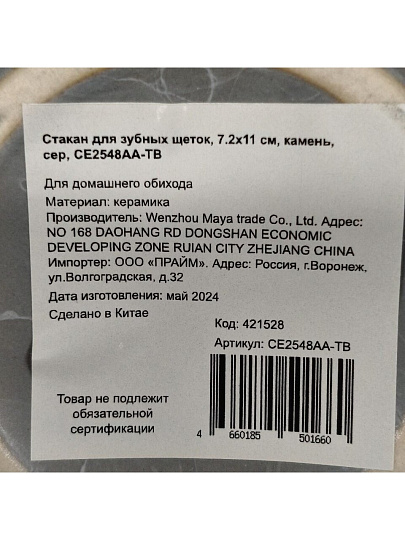 Стакан для зубных щеток, 7.2х11 см, камень,
сер, CE2548AA-TB
Для домашнего обихода
Материал: керамика
Производитель: Wenzhou Maya trade Co., Ltd. Адрес:
NO 168 DAOHANG RD DONGSHAN ECONOMIC
DEVELOPING ZONE RUIAN CITY ZHEJIANG CHINA
Импортер: ООО «ПРАЙМ». Адрес: Россия, г.Воронеж,
ул.Волгоградская, д.32
Дата изготовления: май 2024
Сделано в Китае
Код: 421528
Артикул: CE2548AA-TB
Товар не подлежит
обязательной
сертификации
4 660185 501660